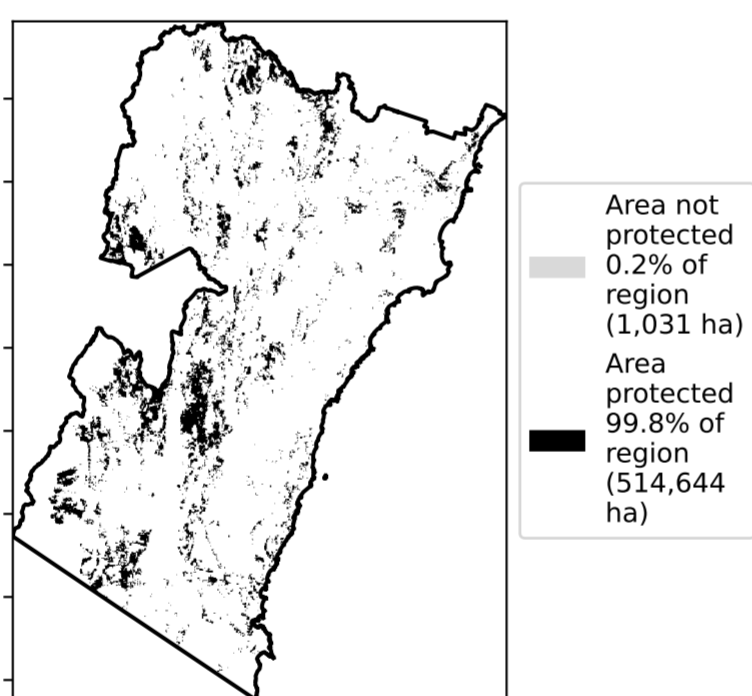 Area not
protected
0.2% of
region
(1,031 ha)
Area
protected
99.8% of
region
(514,644
ha)